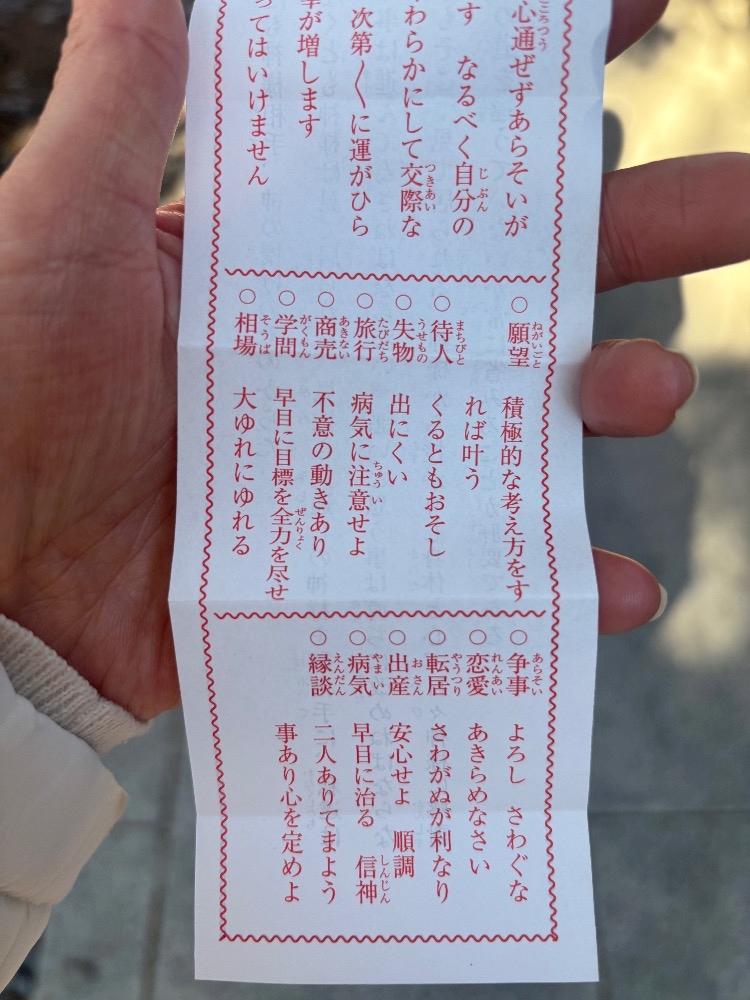 心通ぜずあらそいが
す　なるべく自分の
わらかにして交際な
次第〱に運がひら
が増します
ってはいけません
○願望　積極的な考え方をす
れば叶う
○待人　くるともおそし
○失物　出にくい
○旅行　病気に注意せよ
○商売　不意の動きあり
○学問　早目に目標を全力を尽せ
○相場　大ゆれにゆれる
○争事　よろし　さわぐな
○恋愛　あきらめなさい
○転居　さわがぬが利なり
○出産　安心せよ　順調
○病気　早目に治る　信神
○縁談　二人ありてまよう
事あり心を定めよ